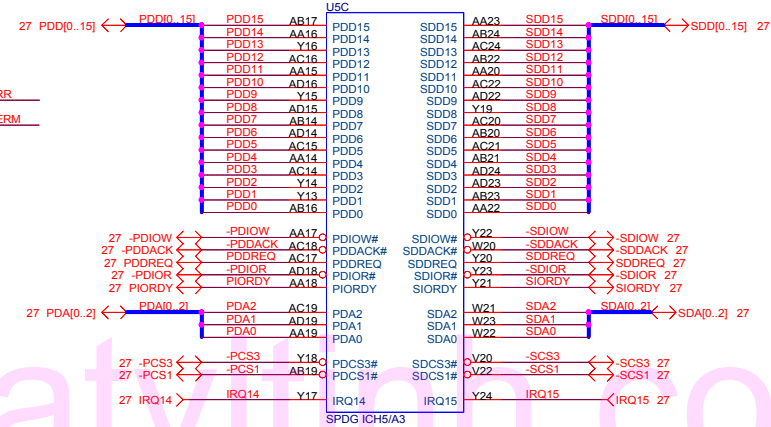 U5C
27 PDD[0..15] PDD[0..15] PDD15 AB17 PDD15 SDD15 AA23 SDD15 SDD[0..15] SDD[0..15] 27
PDD14 AA16 PDD14 SDD14 AB24 SDD14
PDD13 Y16 PDD13 SDD13 AC24 SDD13
PDD12 AC16 PDD12 SDD12 AB22 SDD12
PDD11 AA15 PDD11 SDD11 AA20 SDD11
PDD10 AD16 PDD10 SDD10 AC22 SDD10
RR PDD9 Y15 PDD9 SDD9 AD22 SDD9
PDD8 AD15 PDD8 SDD8 Y19 SDD8
ERM PDD7 AB14 PDD7 SDD7 AC20 SDD7
PDD6 AD14 PDD6 SDD6 AB20 SDD6
PDD5 AC15 PDD5 SDD5 AC21 SDD5
PDD4 AA14 PDD4 SDD4 AB21 SDD4
PDD3 AC14 PDD3 SDD3 AD24 SDD3
PDD2 Y14 PDD2 SDD2 AD23 SDD2
PDD1 Y13 PDD1 SDD1 AB23 SDD1
PDD0 AB16 PDD0 SDD0 AA22 SDD0
27 -PDIOW -PDIOW AA17 PDIOW# SDIOW# Y22 -SDIOW -SDIOW 27
27 -PDDACK -PDDACK AC18 PDDACK# SDDACK# W20 -SDDACK -SDDACK 27
27 PDDREQ PDDREQ AC17 PDDREQ SDDREQ Y20 SDDREQ SDDREQ 27
27 -PDIOR -PDIOR AD18 PDIOR# SDIOR# Y23 -SDIOR -SDIOR 27
27 PIORDY PIORDY AA18 PIORDY SIORDY Y21 SIORDY SIORDY 27
27 PDA[0..2] PDA[0..2] PDA2 AC19 PDA2 SDA2 W21 SDA2 SDA[0..2] SDA[0..2] 27
PDA1 AD19 PDA1 SDA1 W23 SDA1
PDA0 AA19 PDA0 SDA0 W22 SDA0
27 -PCS3 -PCS3 Y18 PDCS3# SDCS3# V20 -SCS3 -SCS3 27
27 -PCS1 -PCS1 AB19 PDCS1# SDCS1# V22 -SCS1 -SCS1 27
27 IRQ14 IRQ14 Y17 IRQ14 IRQ15 Y24 IRQ15 IRQ15 27
SPDG ICH5/A3